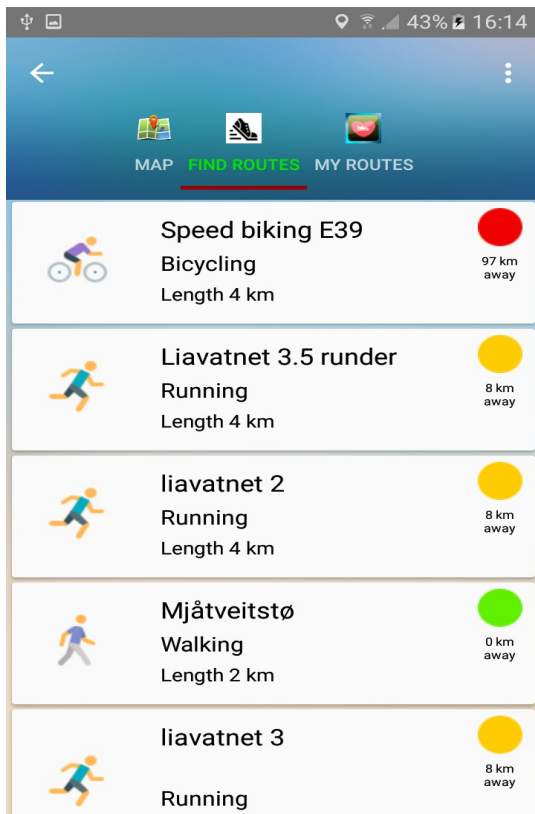 43% 16:14
MAP FIND ROUTES MY ROUTES
Speed biking E39
Bicycling
Length 4 km
97 km
away
Liavatnet 3.5 runder
Running
Length 4 km
8 km
away
liavatnet 2
Running
Length 4 km
8 km
away
Mjåtveitstø
Walking
Length 2 km
0 km
away
liavatnet 3
Running
8 km
away